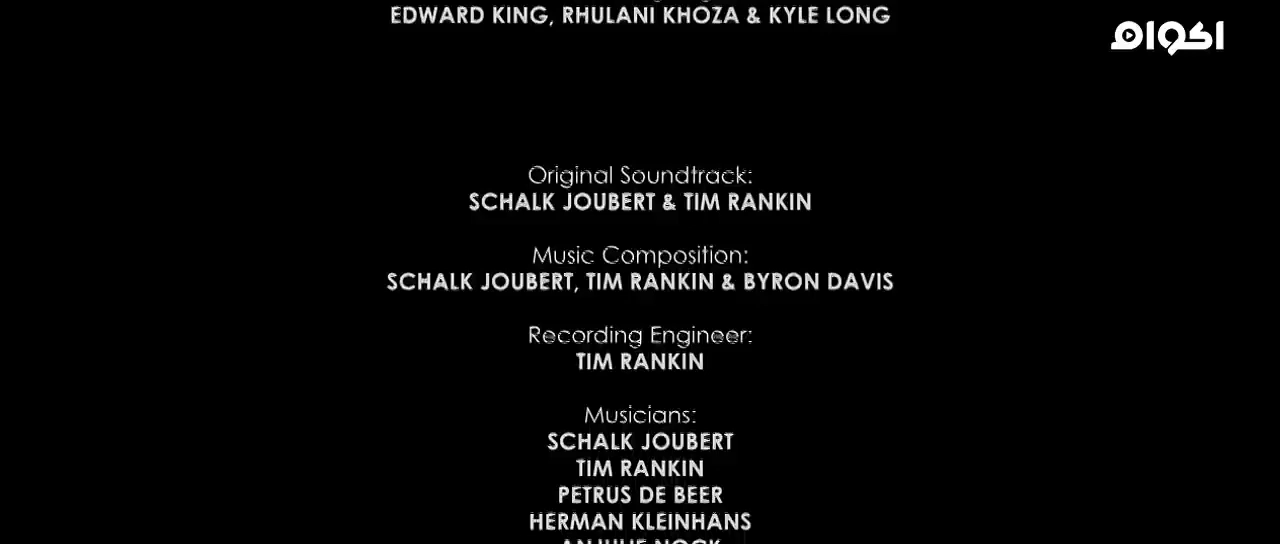 EDWARD KING, RHULANI KHOZA & KYLE LONG
اكوام
Original Soundtrack:
SCHALK JOUBERT & TIM RANKIN
Music Composition:
SCHALK JOUBERT, TIM RANKIN & BYRON DAVIS
Recording Engineer:
TIM RANKIN
Musicians:
SCHALK JOUBERT
TIM RANKIN
PETRUS DE BEER
HERMAN KLEINHANS